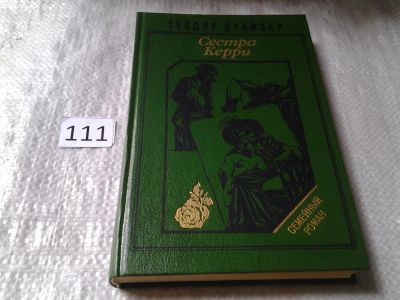 ТЕОДОР ДРАЙЗЕР
Сестра
Керри
111
СЕМЕЙНЫЙ
РОМАН